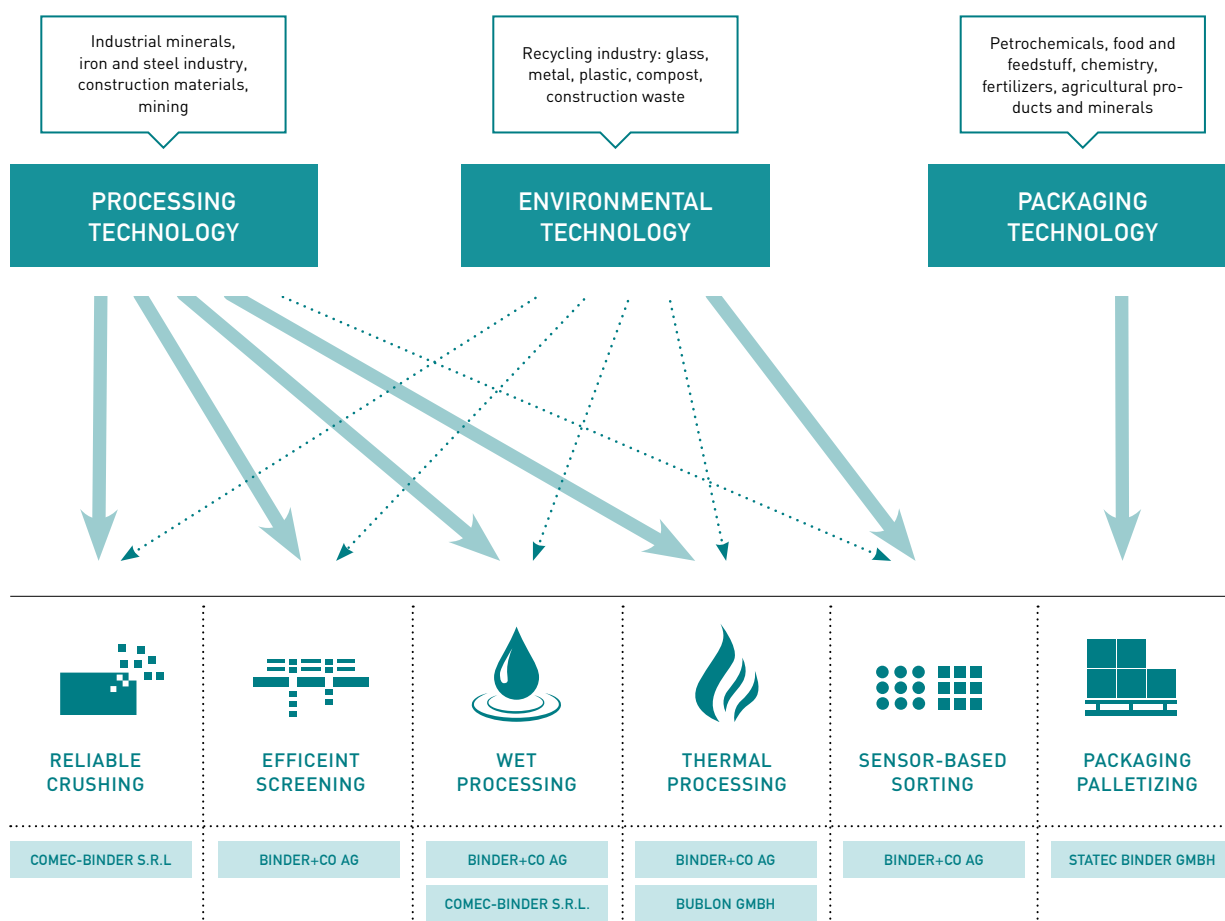 Industrial minerals,
iron and steel industry,
construction materials,
mining
Recycling industry: glass,
metal, plastic, compost,
construction waste
Petrochemicals, food and
feedstuff, chemistry,
fertilizers, agricultural pro-
ducts and minerals
PROCESSING
TECHNOLOGY
ENVIRONMENTAL
TECHNOLOGY
PACKAGING
TECHNOLOGY
RELIABLE
CRUSHING
EFFICEINT
SCREENING
WET
PROCESSING
THERMAL
PROCESSING
SENSOR-BASED
SORTING
PACKAGING
PALLETIZING
COMEC-BINDER S.R.L
BINDER+CO AG
BINDER+CO AG
BINDER+CO AG
BINDER+CO AG
STATEC BINDER GMBH
COMEC-BINDER S.R.L.
BUBLON GMBH